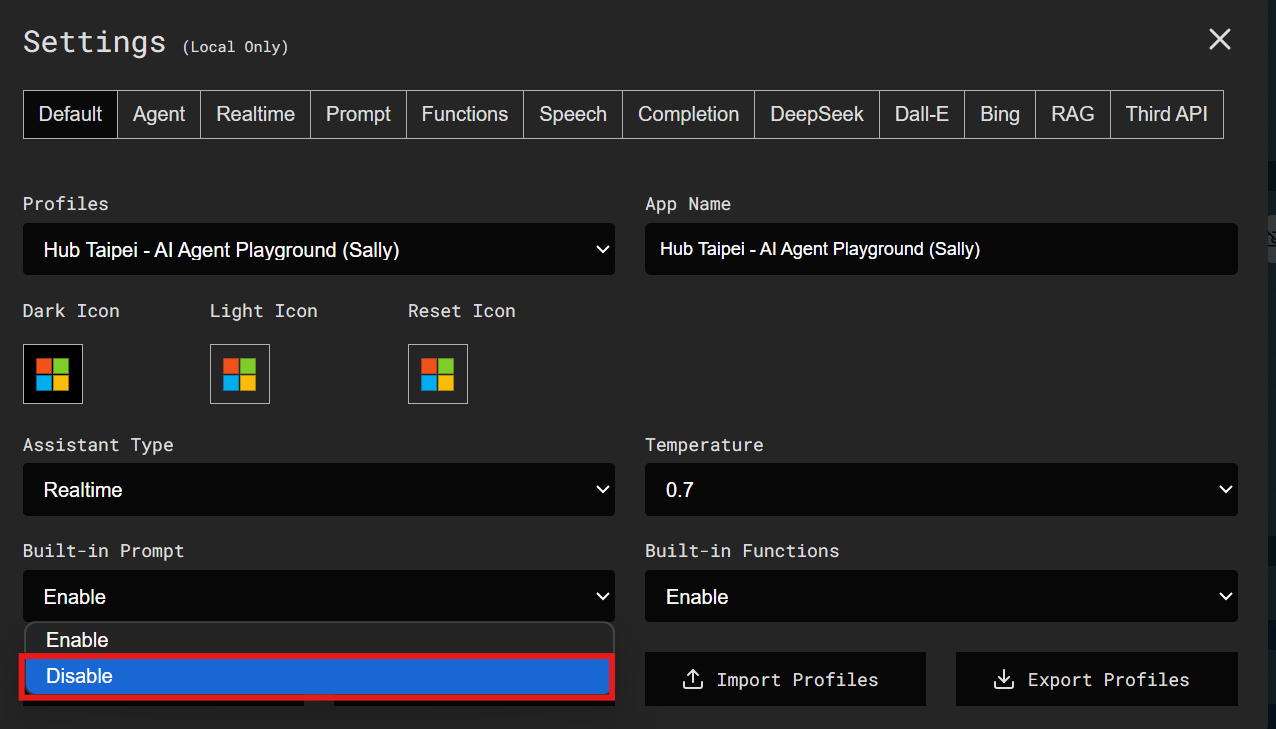 Settings (Local Only)
Default Agent Realtime Prompt Functions Speech Completion DeepSeek Dall-E Bing RAG Third API
Profiles App Name
Hub Taipei - AI Agent Playground (Sally) Hub Taipei - AI Agent Playground (Sally)
Dark Icon Light Icon Reset Icon
Assistant Type Temperature
Realtime 0.7
Built-in Prompt Built-in Functions
Enable Enable
Enable
Disable Import Profiles Export Profiles